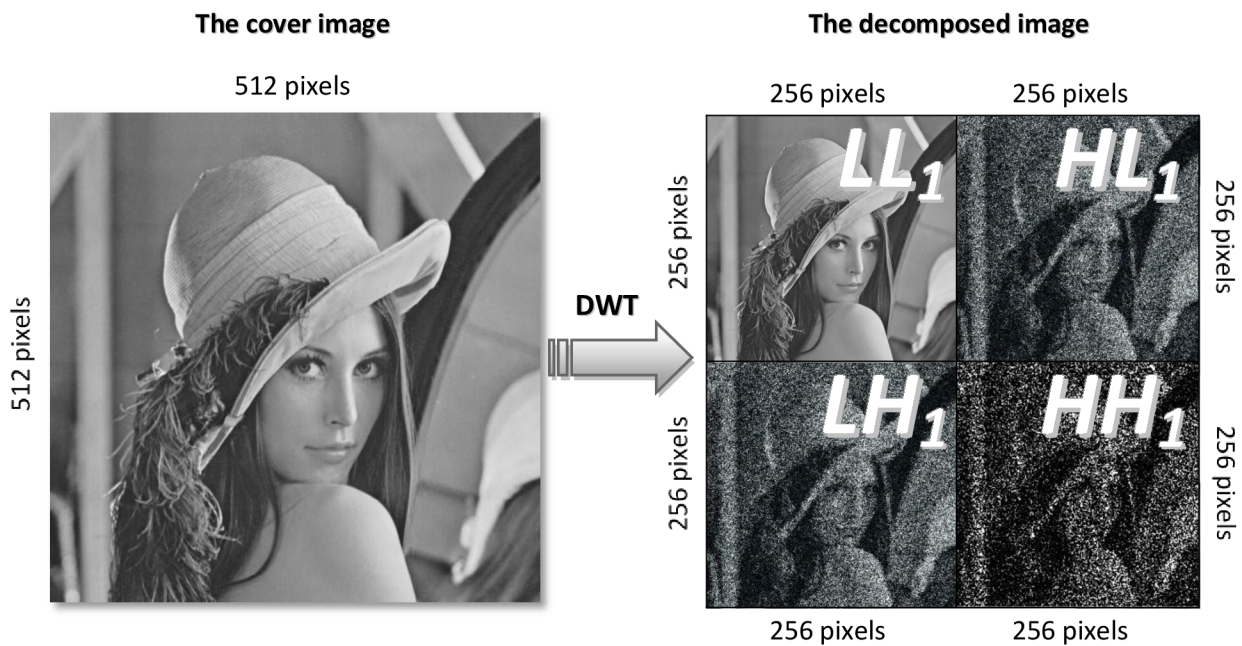 The cover image
The decomposed image
512 pixels
256 pixels
256 pixels
512 pixels
DWT
256 pixels
LL1
HL1
256 pixels
256 pixels
LH1
HH1
256 pixels
256 pixels
256 pixels